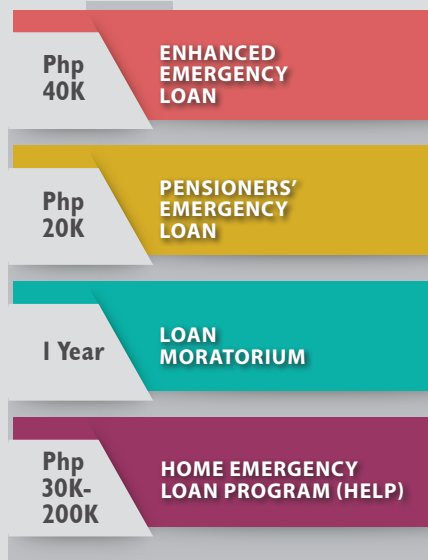 Php
40K
ENHANCED
EMERGENCY
LOAN
Php
20K
PENSIONERS’
EMERGENCY
LOAN
1 Year
LOAN
MORATORIUM
Php
30K-
200K
HOME EMERGENCY
LOAN PROGRAM (HELP)